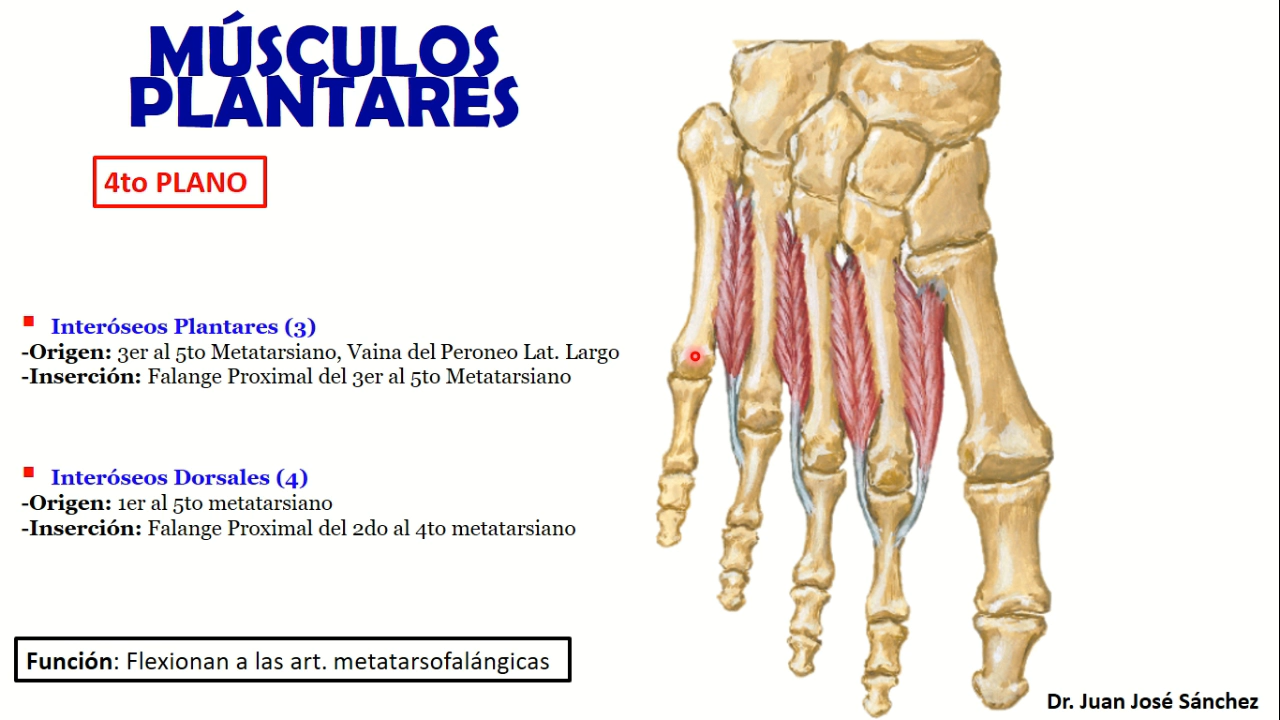 MÚSCULOS
PLANTARES
4to PLANO
Interóseos Plantares (3)
-Origen: 3er al 5to Metatarsiano, Vaina del Peroneo Lat. Largo
-Inserción: Falange Proximal del 3er al 5to Metatarsiano
Interóseos Dorsales (4)
-Origen: 1er al 5to metatarsiano
-Inserción: Falange Proximal del 2do al 4to metatarsiano
Función: Flexionan a las art. metatarsofalángicas
Dr. Juan José Sánchez